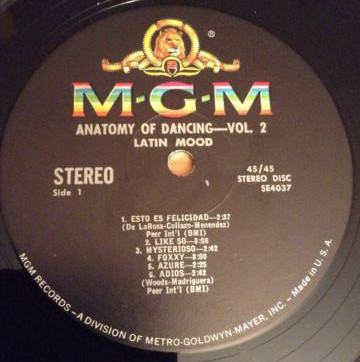 M-G-M
ANATOMY OF DANCING—VOL. 2
LATIN MOOD
STEREO
Side 1
45/45
STEREO DISC
SE4037
1. ESTO ES FELICIDAD—2:37
(De LaRosa-Collazo-Menendez)
Peer Int'l (BMI)
2. LIKE SO—3:08
3. MYSTERIOSO—2:42
4. FOXXY—3:00
5. AZURE—2:25
6. ADIOS—2:42
(Woods-Madriguera)
Peer Int'l (BMI)
MGM RECORDS—A DIVISION OF METRO-GOLDWYN-MAYER, INC.—Made in U.S.A.